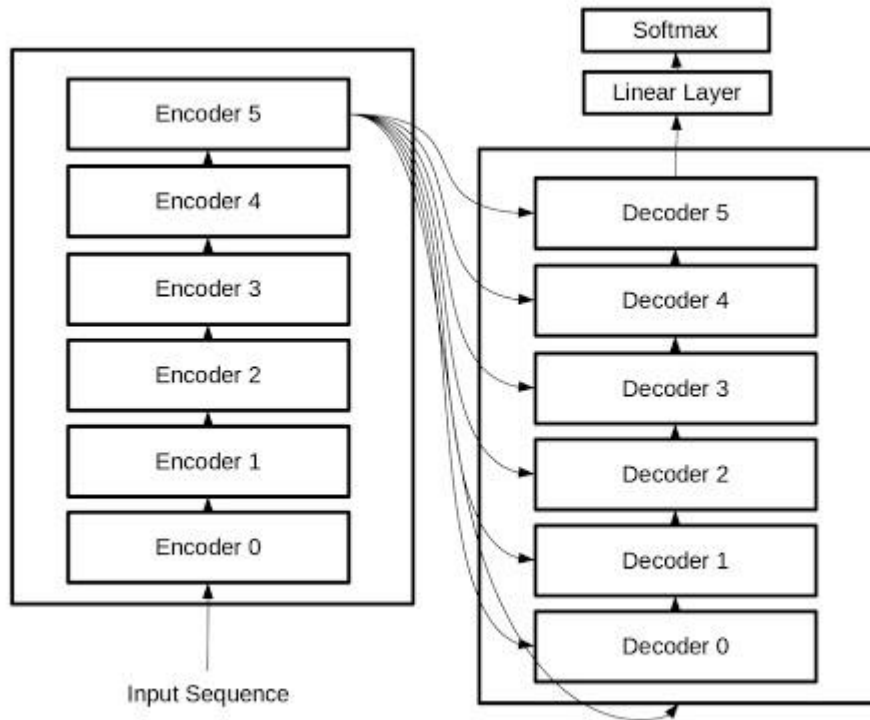 Softmax
Linear Layer
Encoder 5
Encoder 4
Encoder 3
Encoder 2
Encoder 1
Encoder 0
Input Sequence
Decoder 5
Decoder 4
Decoder 3
Decoder 2
Decoder 1
Decoder 0